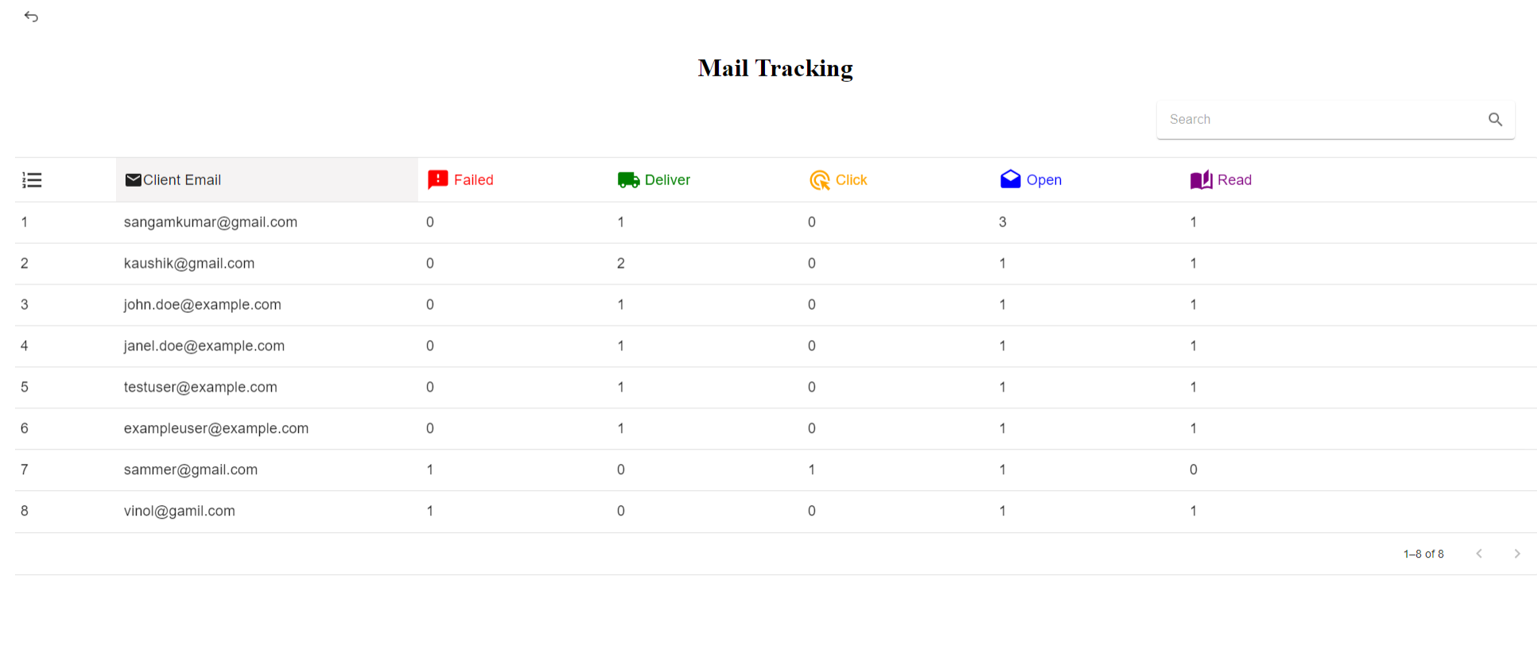 Mail Tracking
Search
Client Email Failed Deliver Click Open Read
1 sangamkumar@gmail.com 0 1 0 3 1
2 kaushik@gmail.com 0 2 0 1 1
3 john.doe@example.com 0 1 0 1 1
4 janel.doe@example.com 0 1 0 1 1
5 testuser@example.com 0 1 0 1 1
6 exampleuser@example.com 0 1 0 1 1
7 sammer@gmail.com 1 0 1 1 0
8 vinol@gamil.com 1 0 0 1 1
1–8 of 8